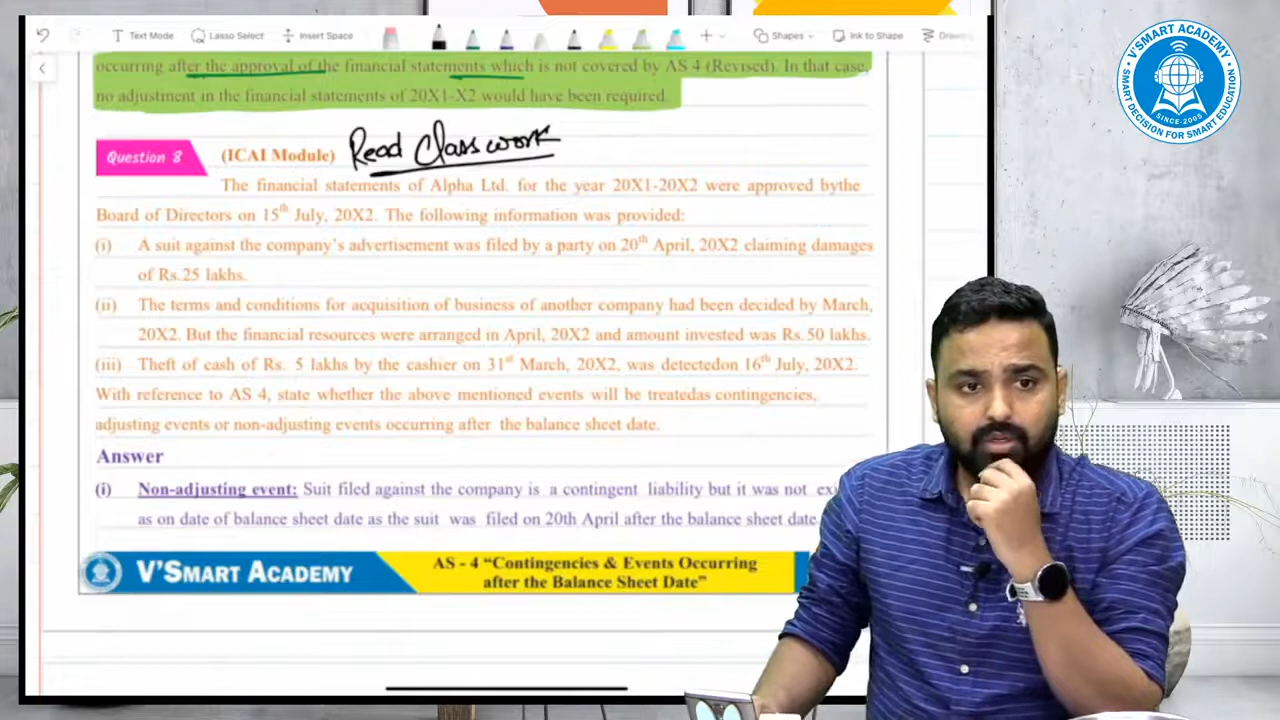 Text Mode Lasso Select Insert Space Shapes Ink to Shape
occurring after the approval of the financial statements which is not covered by AS 4 (Revised). In that case,
no adjustment in the financial statements of 20X1-X2 would have been required.
Question 8 (ICAI Module) Read Classwork
The financial statements of Alpha Ltd. for the year 20X1-20X2 were approved bythe
Board of Directors on 15th July, 20X2. The following information was provided:
(i) A suit against the company's advertisement was filed by a party on 20th April, 20X2 claiming damages
of Rs.25 lakhs.
(ii) The terms and conditions for acquisition of business of another company had been decided by March,
20X2. But the financial resources were arranged in April, 20X2 and amount invested was Rs. 50 lakhs.
(iii) Theft of cash of Rs. 5 lakhs by the cashier on 31st March, 20X2, was detectedon 16th July, 20X2.
With reference to AS 4, state whether the above mentioned events will be treatedas contingencies,
adjusting events or non-adjusting events occurring after the balance sheet date.
Answer
(i) Non-adjusting event: Suit filed against the company is a contingent liability but it was not
as on date of balance sheet date as the suit was filed on 20th April after the balance sheet date
V'SMART ACADEMY
AS - 4 “Contingencies & Events Occurring
after the Balance Sheet Date”
V'SMART ACADEMY
SINCE-2005
SMART DECISION FOR SMART EDUCATION